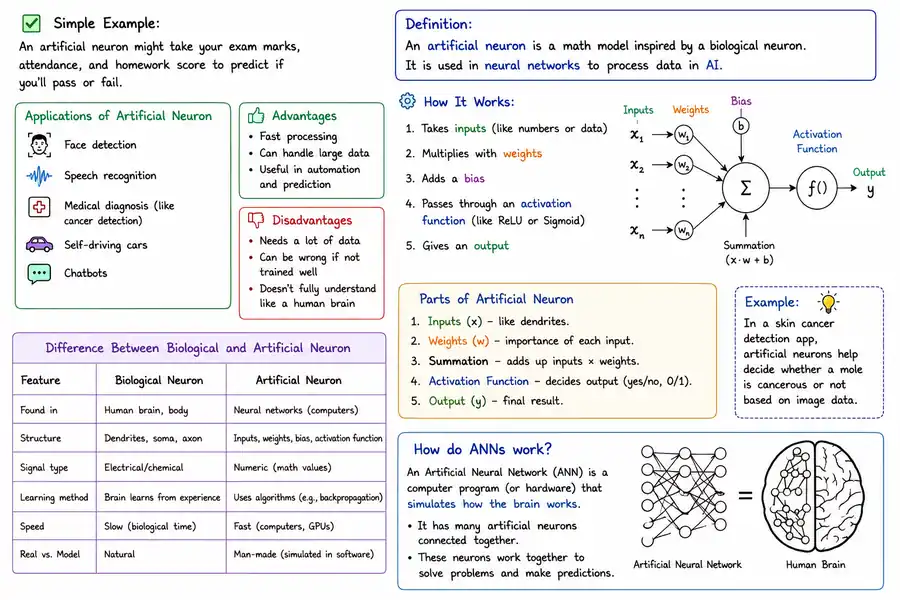 Simple Example:
An artificial neuron might take your exam marks,
attendance, and homework score to predict if
you'll pass or fail.
Applications of Artificial Neuron
Face detection
Speech recognition
Medical diagnosis (like
cancer detection)
Self-driving cars
Chatbots
Advantages
• Fast processing
• Can handle large data
• Useful in automation
and prediction
Disadvantages
• Needs a lot of data
• Can be wrong if not
trained well
• Doesn't fully understand
like a human brain
Difference Between Biological and Artificial Neuron
Feature Biological Neuron Artificial Neuron
Found in Human brain, body Neural networks (computers)
Structure Dendrites, soma, axon Inputs, weights, bias, activation function
Signal type Electrical/chemical Numeric (math values)
Learning method Brain learns from experience Uses algorithms (e.g., backpropagation)
Speed Slow (biological time) Fast (computers, GPUs)
Real vs. Model Natural Man-made (simulated in software)
Definition:
An artificial neuron is a math model inspired by a biological neuron.
It is used in neural networks to process data in AI.
How It Works:
1. Takes inputs (like numbers or data)
2. Multiplies with weights
3. Adds a bias
4. Passes through an activation
function (like ReLU or Sigmoid)
5. Gives an output
Inputs Weights Bias
x₁ w₁ b
x₂ w₂
⋮ ⋮
xₙ wₙ
Σ
Summation
(x·w + b)
Activation
Function
f()
Output
y
Parts of Artificial Neuron
1. Inputs (x) – like dendrites.
2. Weights (w) – importance of each input.
3. Summation – adds up inputs × weights.
4. Activation Function – decides output (yes/no, 0/1).
5. Output (y) – final result.
Example:
In a skin cancer
detection app,
artificial neurons help
decide whether a mole
is cancerous or not
based on image data.
How do ANNs work?
An Artificial Neural Network (ANN) is a
computer program (or hardware) that
simulates how the brain works.
• It has many artificial neurons
connected together.
• These neurons work together to
solve problems and make predictions.
=
Artificial Neural Network
Human Brain